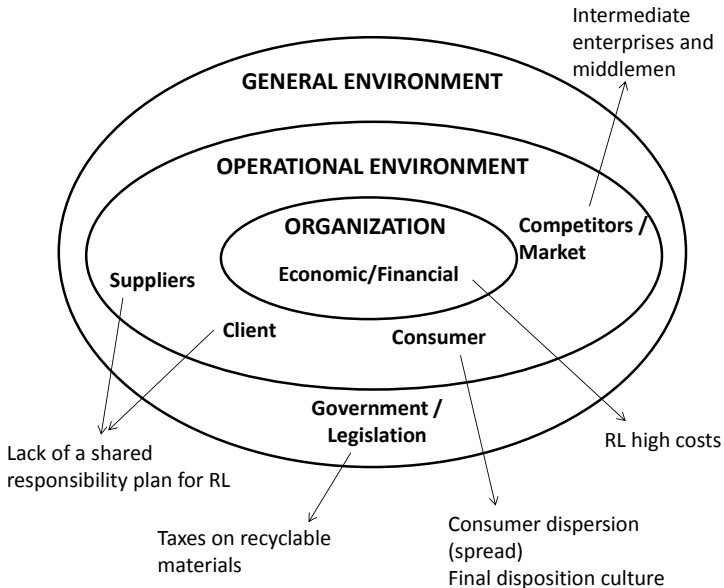 Intermediate
enterprises and
middlemen
GENERAL ENVIRONMENT
OPERATIONAL ENVIRONMENT
ORGANIZATION
Competitors /
Market
Economic/Financial
Suppliers
Client
Consumer
Government /
Legislation
RL high costs
Lack of a shared
responsibility plan for RL
Taxes on recyclable
materials
Consumer dispersion
(spread)
Final disposition culture